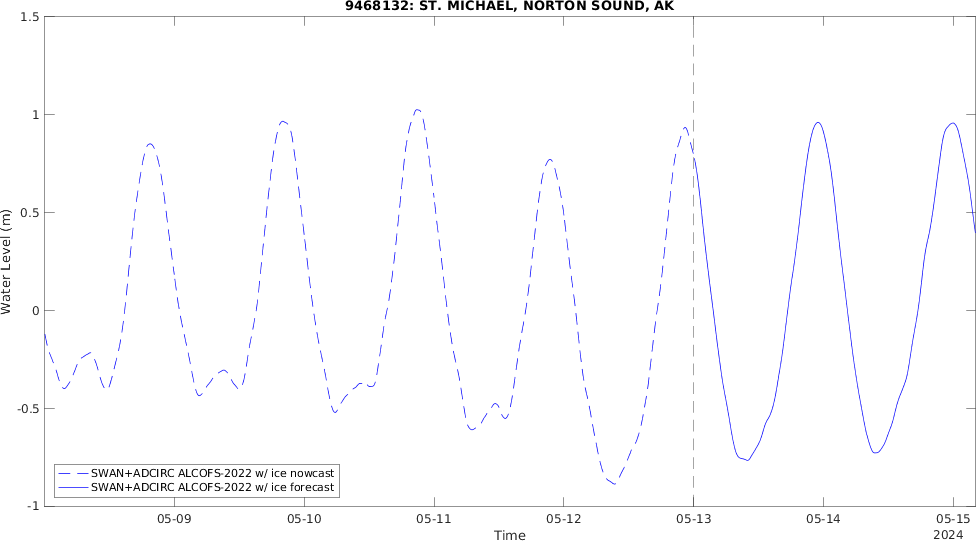 9468132: ST. MICHAEL, NORTON SOUND, AK
1.5
1
0.5
0
-0.5
-1
Water Level (m)
SWAN+ADCIRC ALCOFS-2022 w/ ice nowcast
SWAN+ADCIRC ALCOFS-2022 w/ ice forecast
05-09 05-10 05-11 05-12 05-13 05-14 05-15
Time
2024